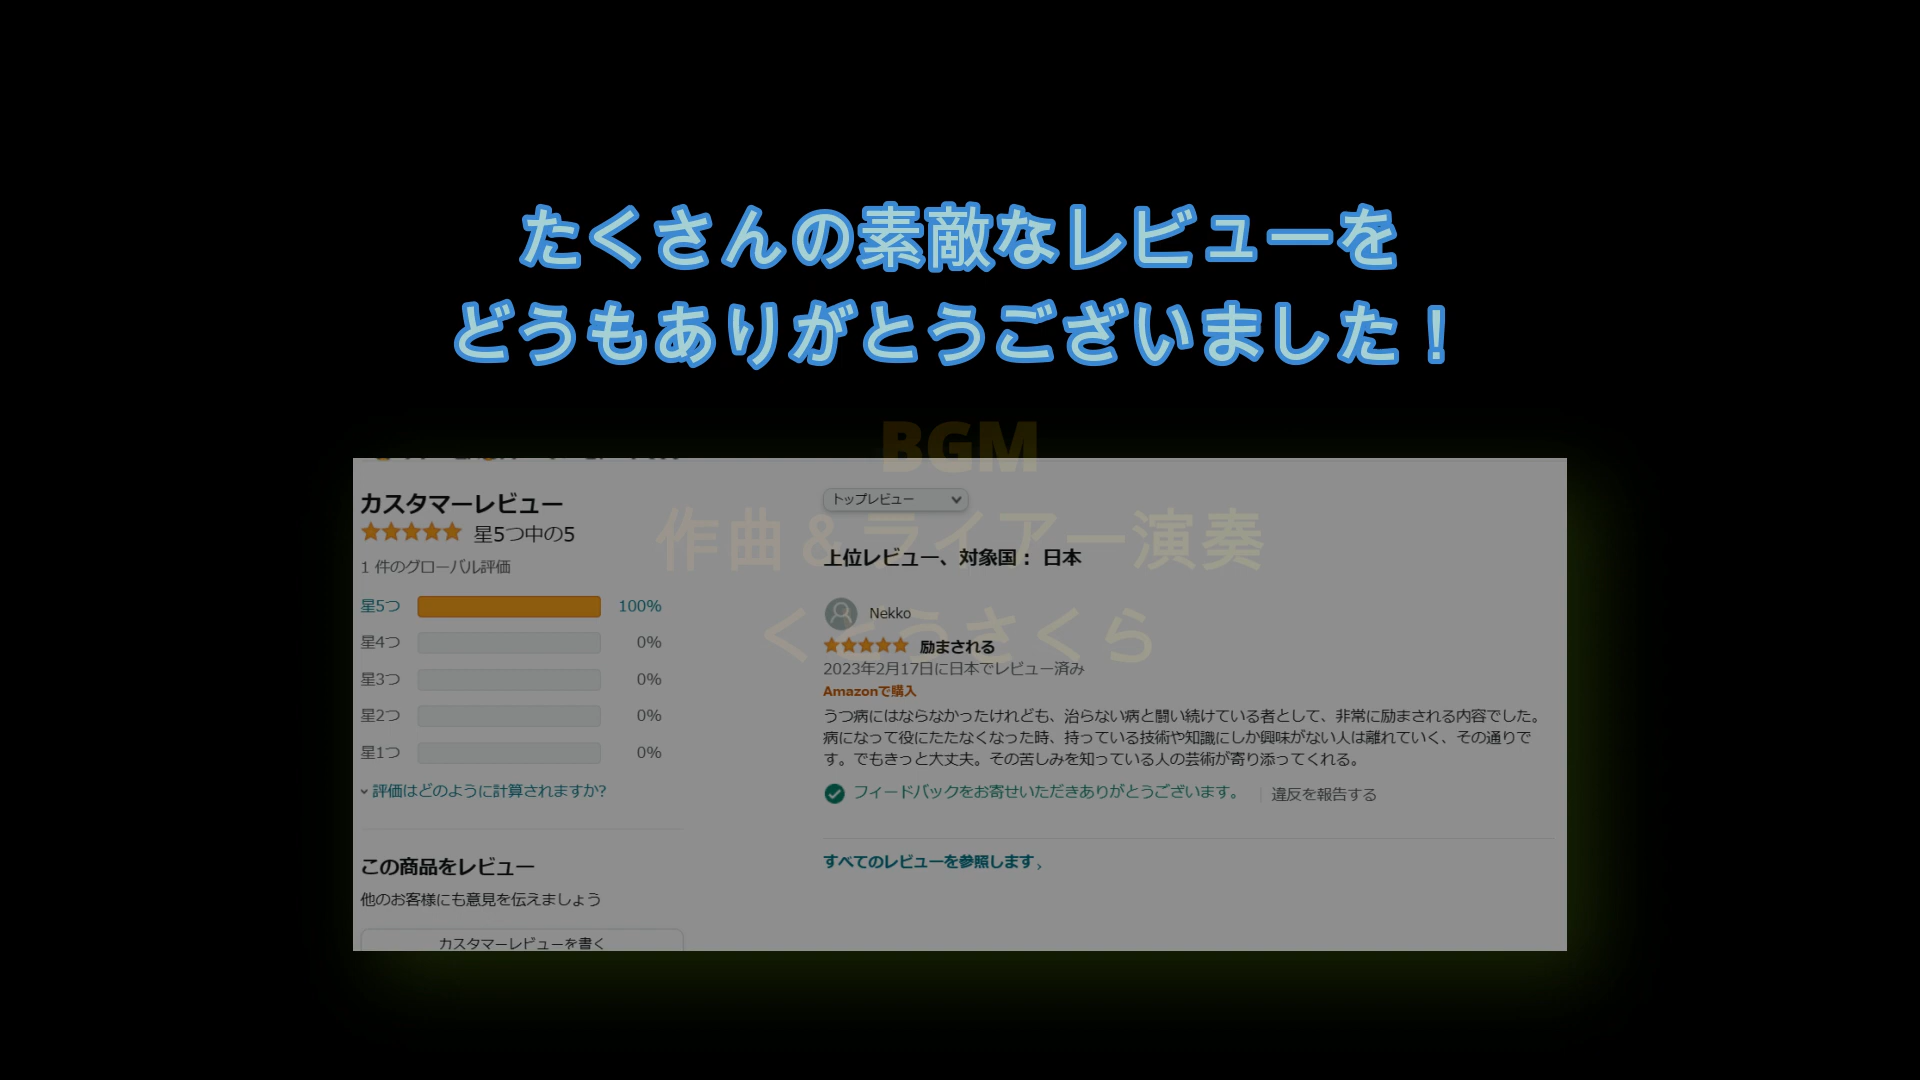 たくさんの素敵なレビューを
どうもありがとうございました！
BGM
作曲＆ライアー演奏
カスタマーレビュー
星5つ中の5
1 件のグローバル評価
星5つ 100%
星4つ 0%
星3つ 0%
星2つ 0%
星1つ 0%
評価はどのように計算されますか?
この商品をレビュー
他のお客様にも意見を伝えましょう
カスタマーレビューを書く
トップレビュー
上位レビュー、対象国： 日本
Nekko
励まされる
2023年2月17日に日本でレビュー済み
Amazonで購入
うつ病にはならなかったけれども、治らない病と闘い続けている者として、非常に励まされる内容でした。
病になって役にたたなくなった時、持っている技術や知識にしか興味がない人は離れていく、その通りで
す。でもきっと大丈夫。その苦しみを知っている人の芸術が寄り添ってくれる。
フィードバックをお寄せいただきありがとうございます。 違反を報告する
すべてのレビューを参照します ›